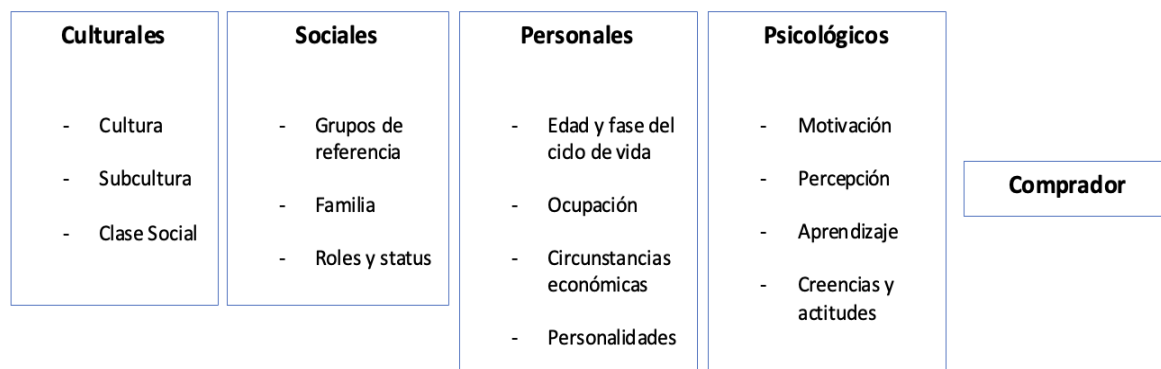 Culturales
- Cultura
- Subcultura
- Clase Social
Sociales
- Grupos de
referencia
- Familia
- Roles y status
Personales
- Edad y fase del
ciclo de vida
- Ocupación
- Circunstancias
económicas
- Personalidades
Psicológicos
- Motivación
- Percepción
- Aprendizaje
- Creencias y
actitudes
Comprador